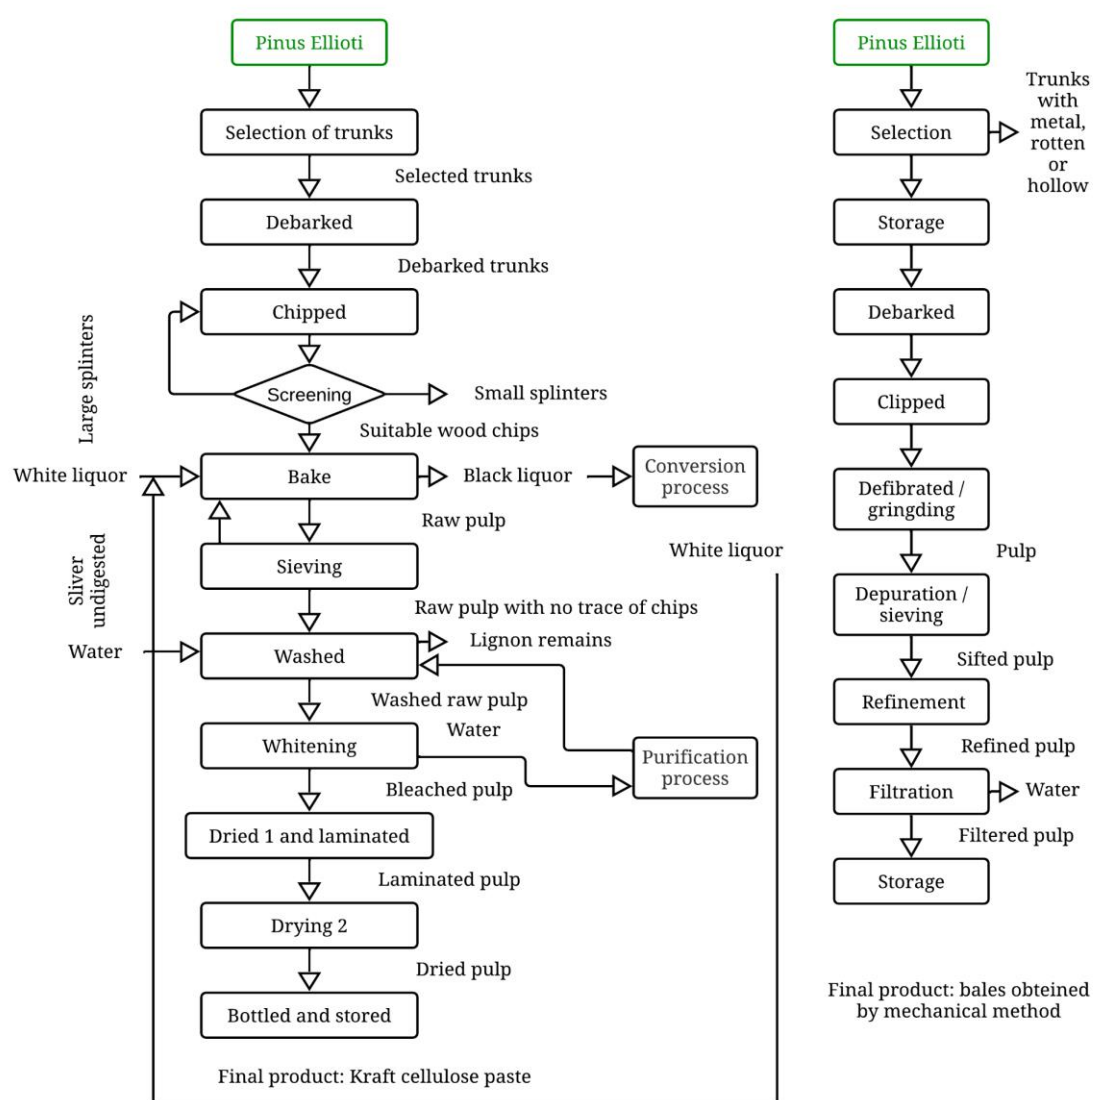 Pinus Ellioti
Selection of trunks
Selected trunks
Debarked
Debarked trunks
Chipped
Large splinters
Screening
Small splinters
Suitable wood chips
White liquor
Bake
Black liquor
Conversion
process
Raw pulp
White liquor
Sliver
undigested
Sieving
Raw pulp with no trace of chips
Water
Washed
Lignon remains
Washed raw pulp
Water
Whitening
Purification
process
Bleached pulp
Dried 1 and laminated
Laminated pulp
Drying 2
Dried pulp
Bottled and stored
Final product: Kraft cellulose paste
Pinus Ellioti
Selection
Trunks
with
metal,
rotten
or
hollow
Storage
Debarked
Clipped
Defibrated /
gringding
Pulp
Depuration /
sieving
Sifted pulp
Refinement
Refined pulp
Filtration
Water
Filtered pulp
Storage
Final product: bales obteined
by mechanical method